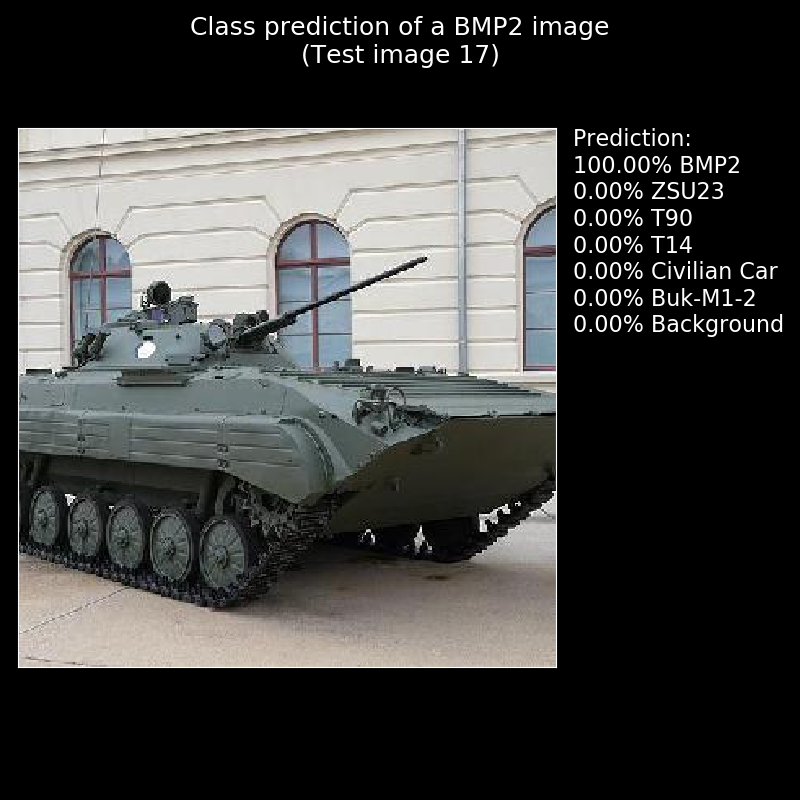 Class prediction of a BMP2 image
(Test image 17)
Prediction:
100.00% BMP2
0.00% ZSU23
0.00% T90
0.00% T14
0.00% Civilian Car
0.00% Buk-M1-2
0.00% Background